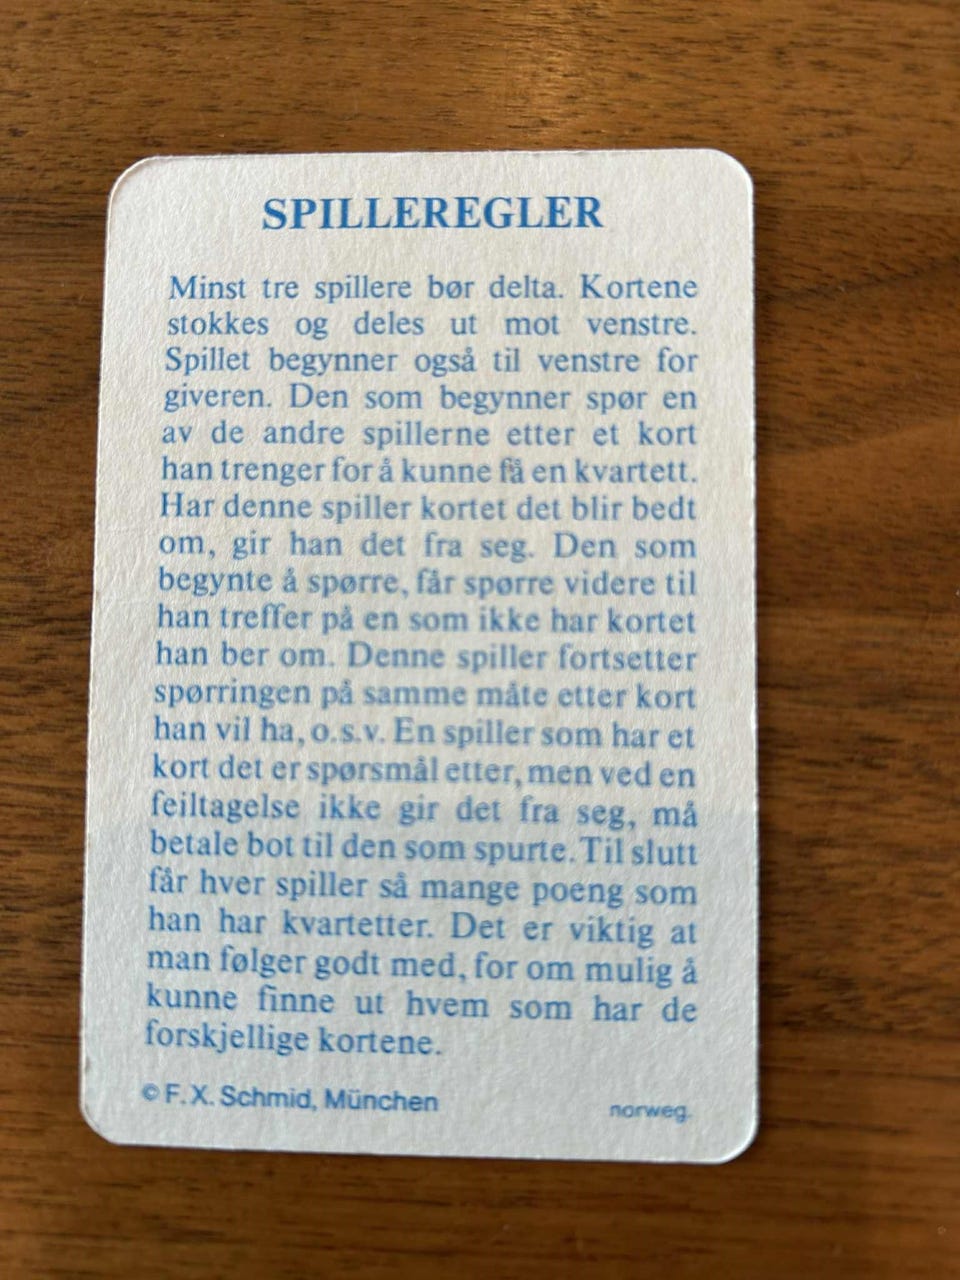 SPILLEREGLER
Minst tre spillere bør delta. Kortene
stokkes og deles ut mot venstre.
Spillet begynner også til venstre for
giveren. Den som begynner spør en
av de andre spillerne etter et kort
han trenger for å kunne få en kvartett.
Har denne spiller kortet det blir bedt
om, gir han det fra seg. Den som
begynte å spørre, får spørre videre til
han treffer på en som ikke har kortet
han ber om. Denne spiller fortsetter
spørringen på samme måte etter kort
han vil ha, o.s.v. En spiller som har et
kort det er spørsmål etter, men ved en
feiltagelse ikke gir det fra seg, må
betale bot til den som spurte. Til slutt
får hver spiller så mange poeng som
han har kvartetter. Det er viktig at
man følger godt med, for om mulig å
kunne finne ut hvem som har de
forskjellige kortene.
© F. X. Schmid, München
norweg.